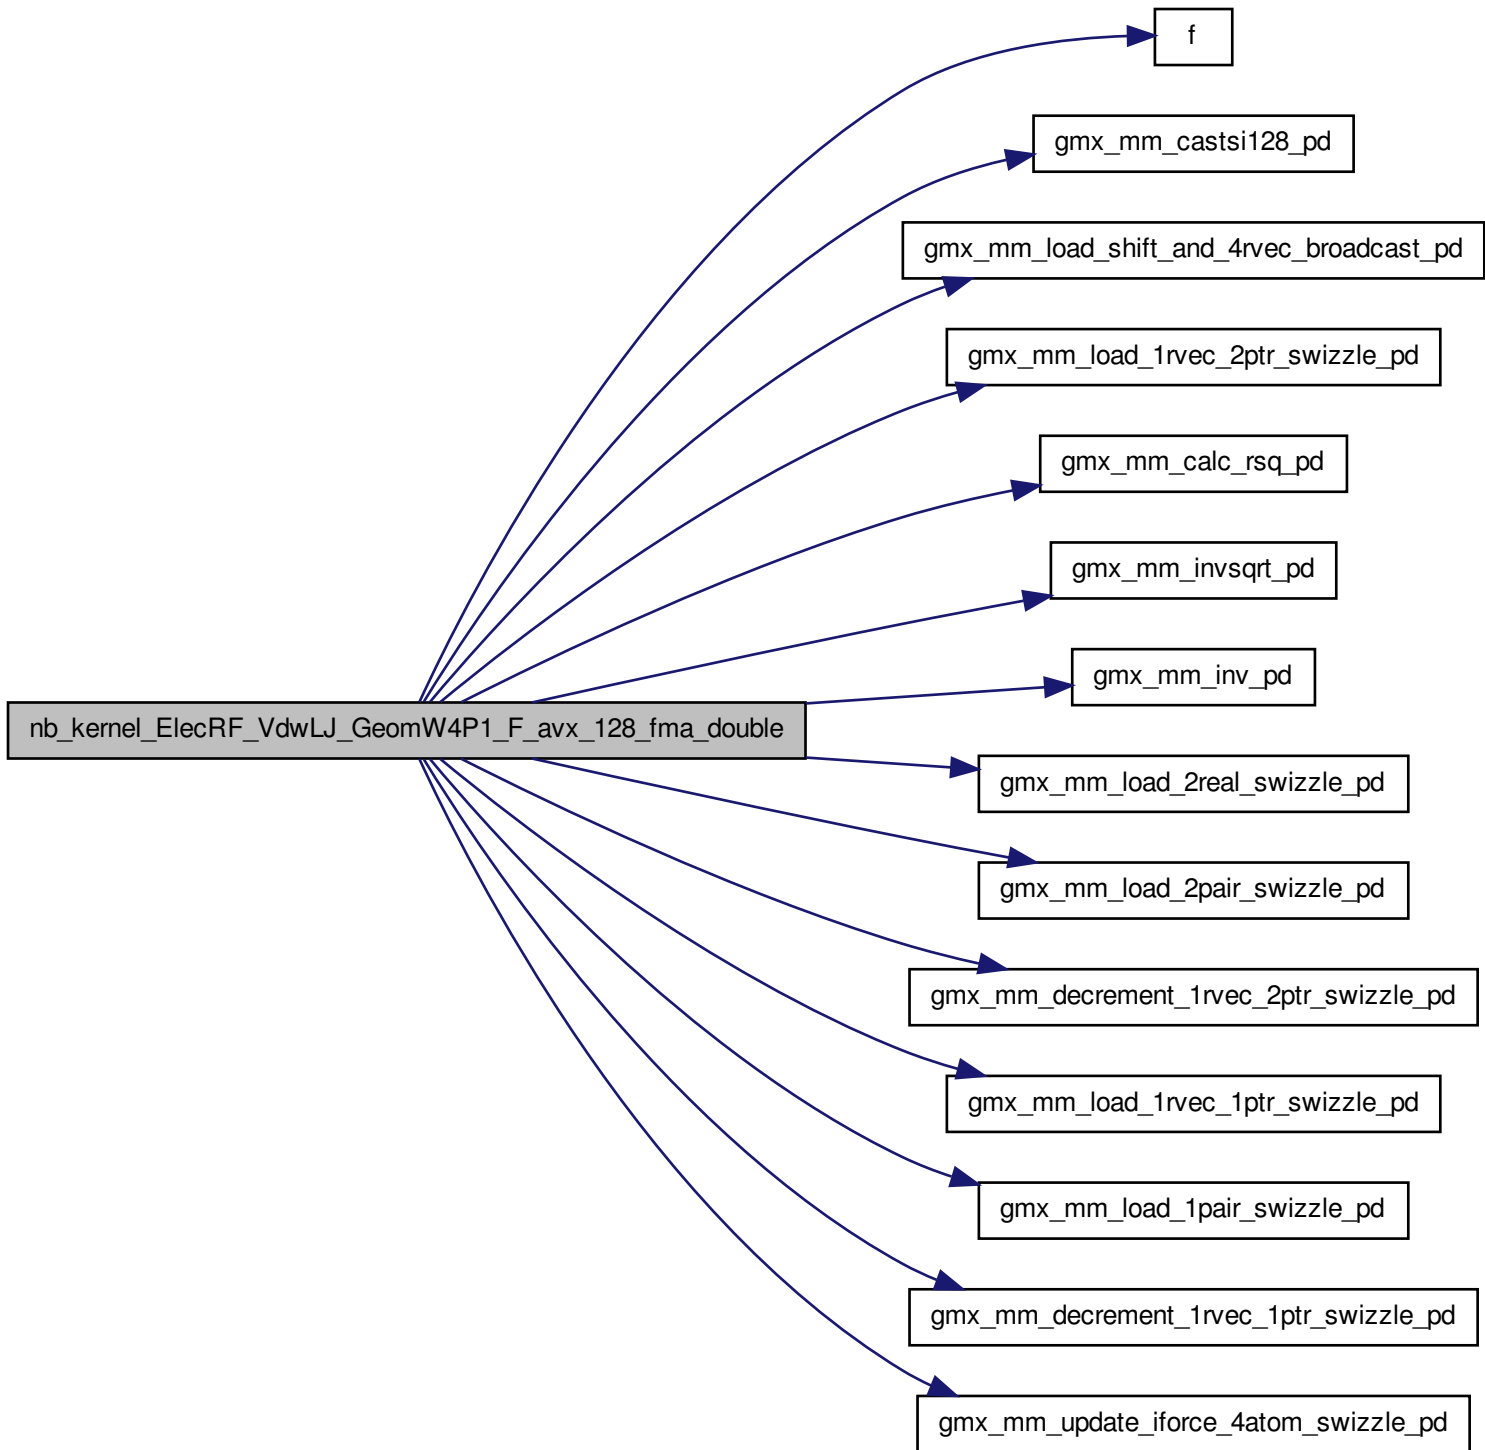 f
gmx_mm_castsi128_pd
gmx_mm_load_shift_and_4rvec_broadcast_pd
gmx_mm_load_1rvec_2ptr_swizzle_pd
gmx_mm_calc_rsq_pd
gmx_mm_invsqrt_pd
gmx_mm_inv_pd
nb_kernel_ElecRF_VdwLJ_GeomW4P1_F_avx_128_fma_double
gmx_mm_load_2real_swizzle_pd
gmx_mm_load_2pair_swizzle_pd
gmx_mm_decrement_1rvec_2ptr_swizzle_pd
gmx_mm_load_1rvec_1ptr_swizzle_pd
gmx_mm_load_1pair_swizzle_pd
gmx_mm_decrement_1rvec_1ptr_swizzle_pd
gmx_mm_update_iforce_4atom_swizzle_pd